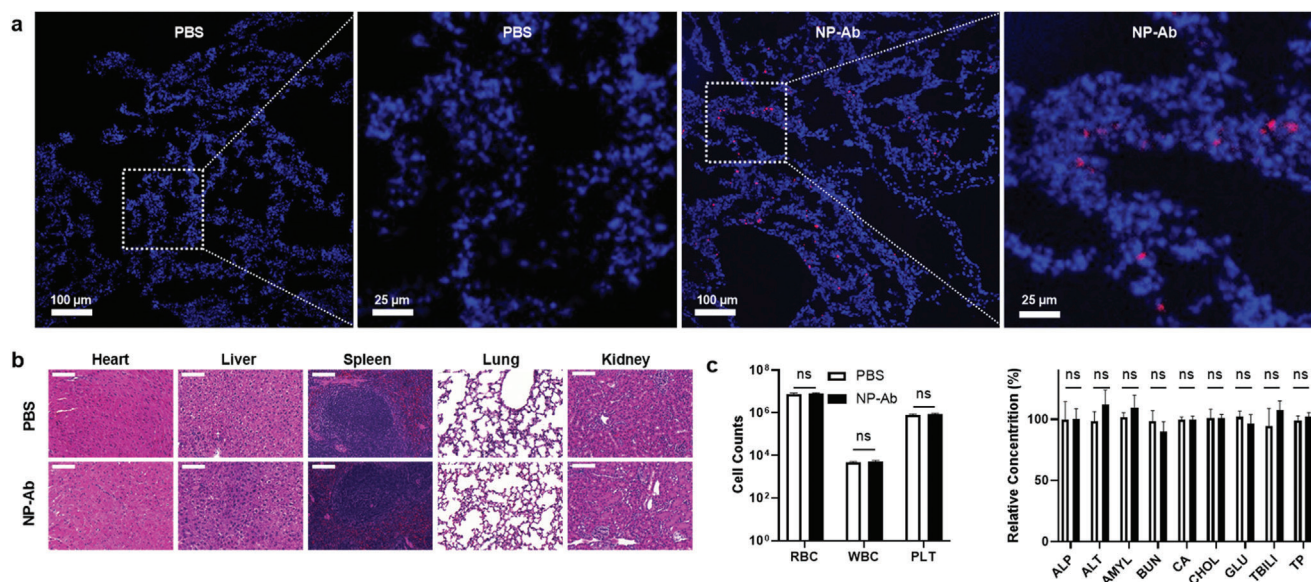 a
PBS
PBS
NP-Ab
NP-Ab
100 µm
25 µm
100 µm
25 µm
b
Heart
Liver
Spleen
Lung
Kidney
PBS
NP-Ab
c
Cell Counts
10⁸
10⁶
10⁴
10²
10⁰
ns
ns
ns
PBS
NP-Ab
RBC
WBC
PLT
Relative Concentrition (%)
100
50
0
ns ns ns ns ns ns ns ns ns
ALP
ALT
AMYL
BUN
CA
CHOL
GLU
TBILI
TP